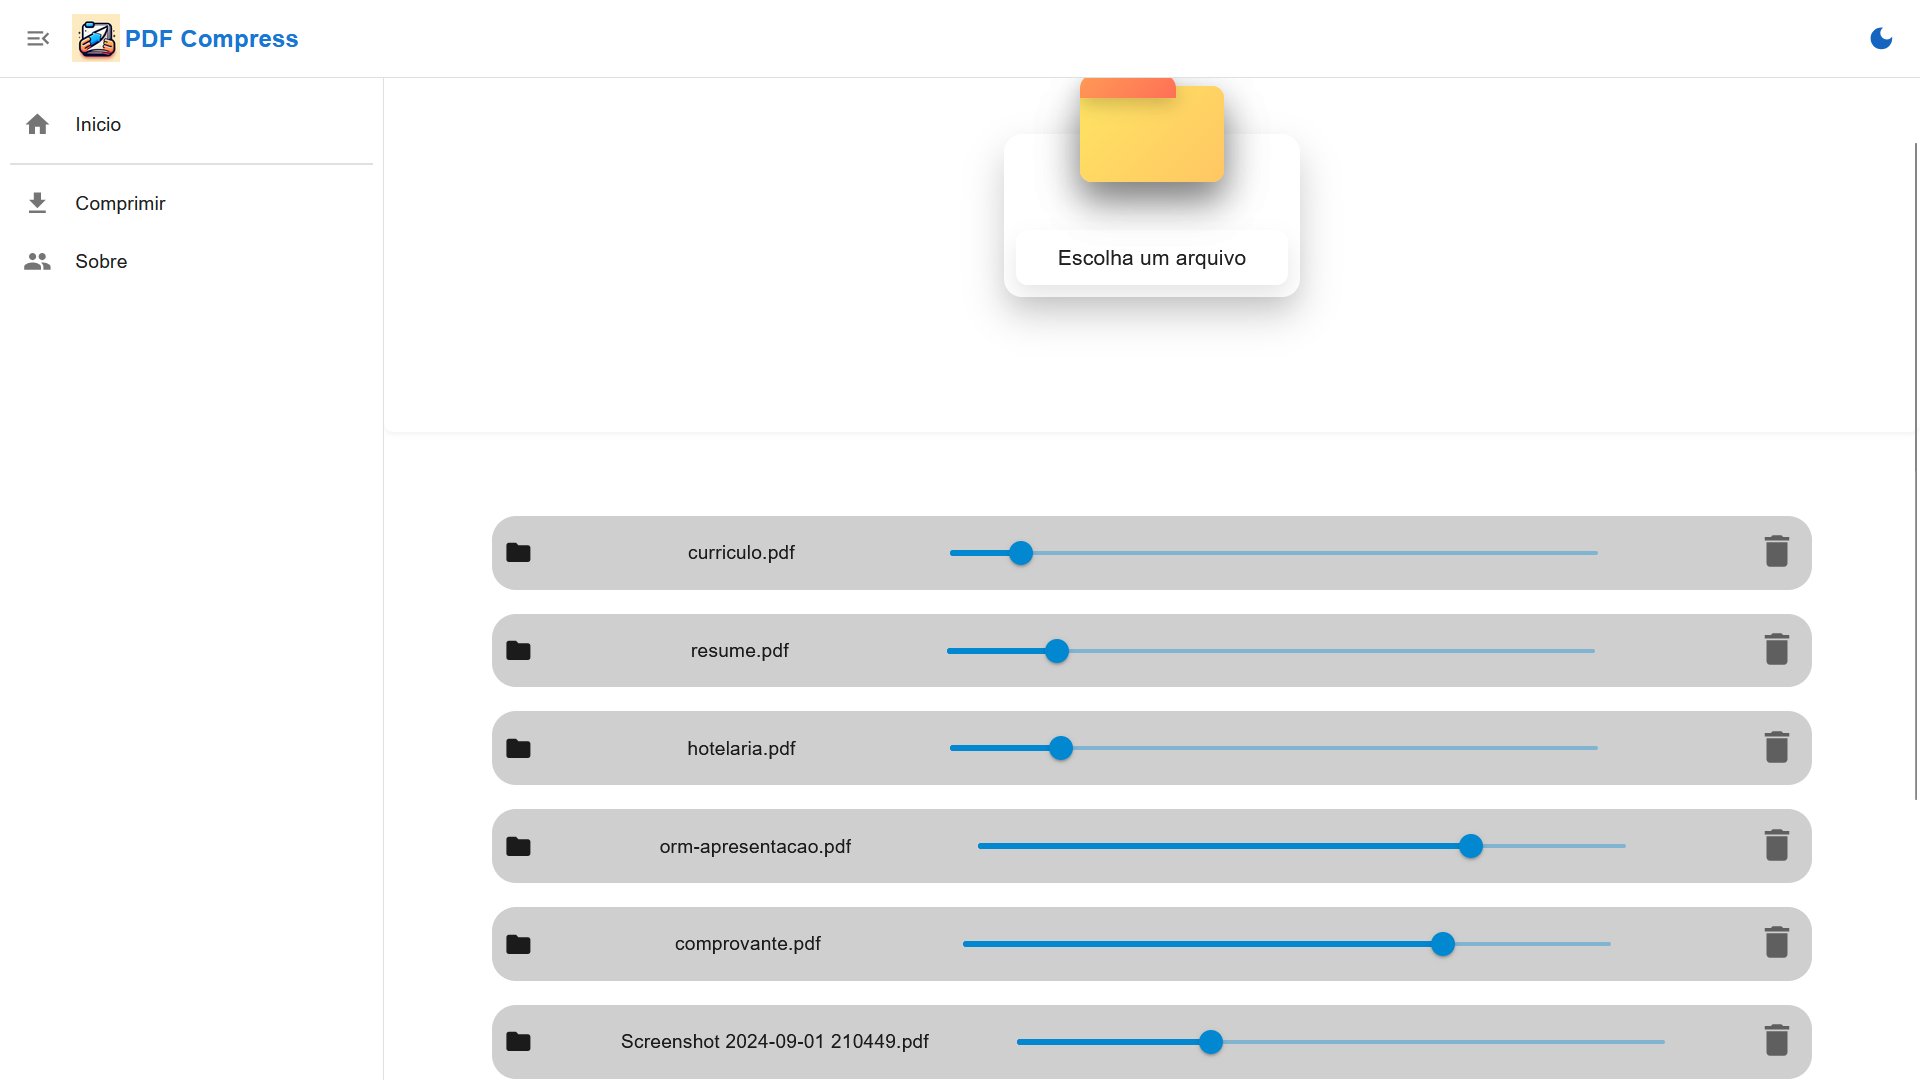 PDF Compress
Inicio
Comprimir
Sobre
Escolha um arquivo
curriculo.pdf
resume.pdf
hotelaria.pdf
orm-apresentacao.pdf
comprovante.pdf
Screenshot 2024-09-01 210449.pdf